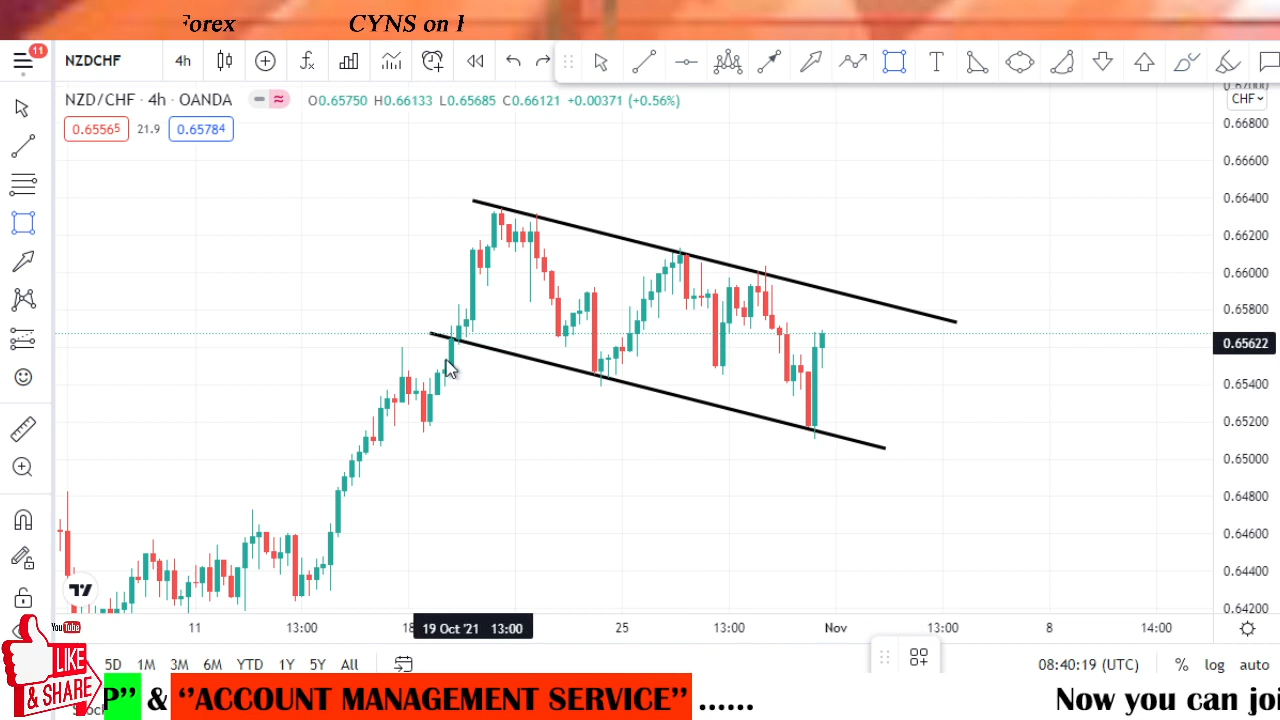 Forex CYNS on F
11
NZDCHF 4h
NZD/CHF · 4h · OANDA O0.65750 H0.66133 L0.65685 C0.66121 +0.00371 (+0.56%)
CHF
0.65565 21.9 0.65784
0.66800
0.66600
0.66400
0.66200
0.66000
0.65800
0.65622
0.65400
0.65200
0.65000
0.64800
0.64600
0.64400
0.64200
11 13:00 18 19 Oct '21 13:00 25 13:00 Nov 13:00 8 14:00
You Tube
5D 1M 3M 6M YTD 1Y 5Y All 08:40:19 (UTC) % log auto
LIKE
& SHARE
P’’ & ‘’ACCOUNT MANAGEMENT SERVICE’’ ...... Now you can joi